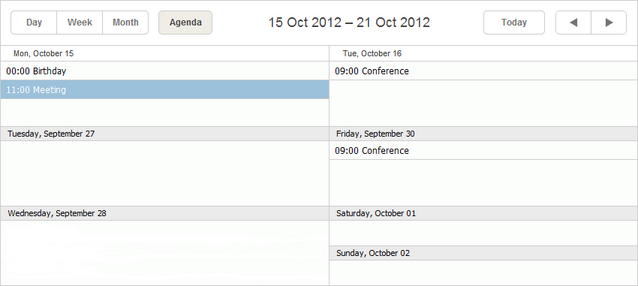 Day Week Month Agenda 15 Oct 2012 – 21 Oct 2012 Today
Mon, October 15 Tue, October 16
00:00 Birthday 09:00 Conference
11:00 Meeting
Tuesday, September 27 Friday, September 30
09:00 Conference
Wednesday, September 28 Saturday, October 01
Sunday, October 02